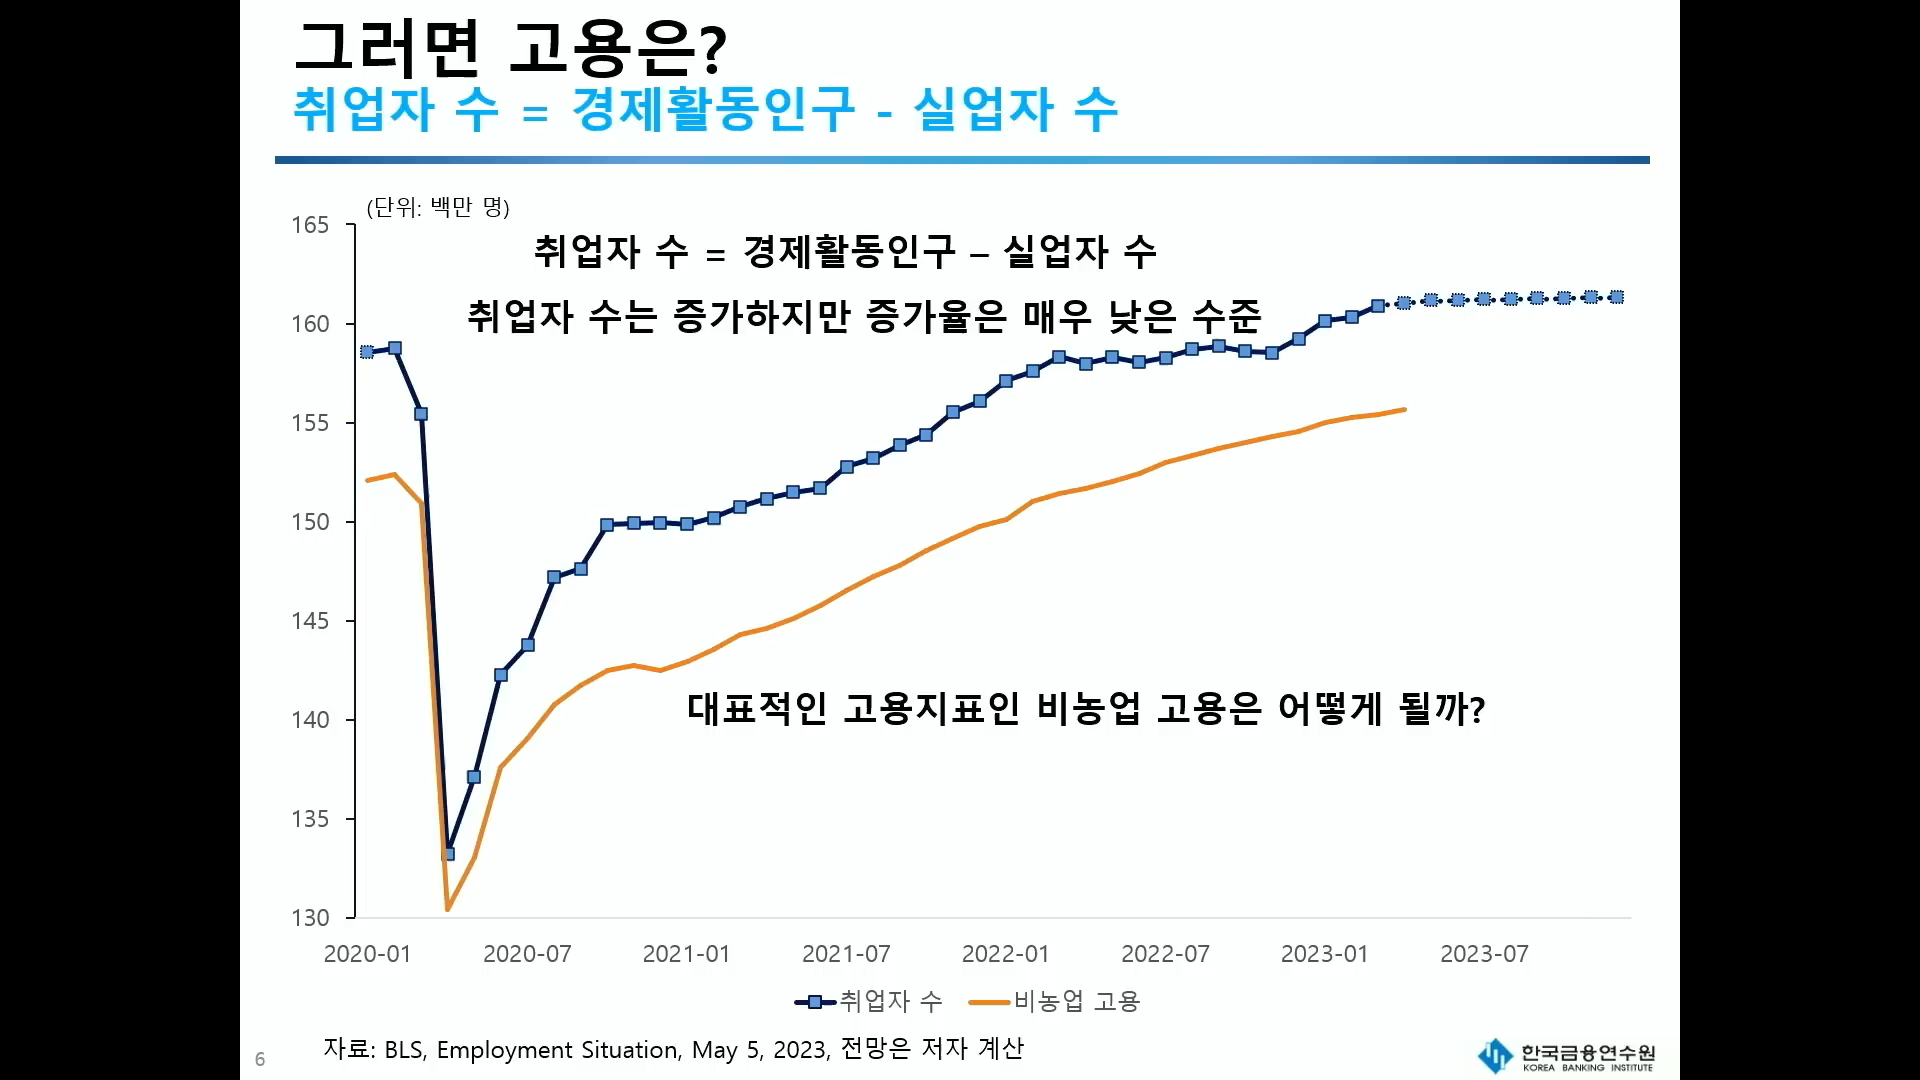 그러면 고용은?
취업자 수 = 경제활동인구 - 실업자 수
(단위: 백만 명)
취업자 수 = 경제활동인구 – 실업자 수
취업자 수는 증가하지만 증가율은 매우 낮은 수준
165
160
155
150
145
140
135
130
대표적인 고용지표인 비농업 고용은 어떻게 될까?
2020-01 2020-07 2021-01 2021-07 2022-01 2022-07 2023-01 2023-07
취업자 수 비농업 고용
자료: BLS, Employment Situation, May 5, 2023, 전망은 저자 계산
6
한국금융연수원
KOREA BANKING INSTITUTE